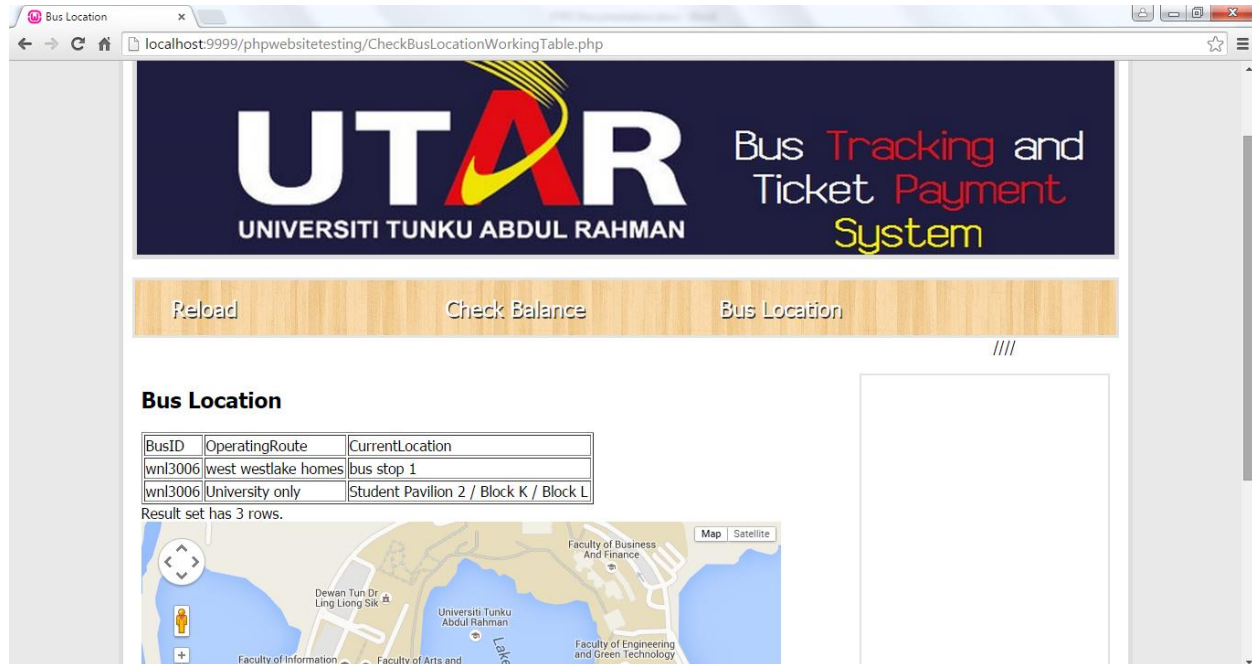 Bus Location
localhost:9999/phpwebsitetesting/CheckBusLocationWorkingTable.php
UTAR
UNIVERSITI TUNKU ABDUL RAHMAN
Bus Tracking and
Ticket Payment
System
Reload Check Balance Bus Location
////
Bus Location
BusID OperatingRoute CurrentLocation
wnl3006 west westlake homes bus stop 1
wnl3006 University only Student Pavilion 2 / Block K / Block L
Result set has 3 rows.
Map Satellite
Faculty of Business
And Finance
Dewan Tun Dr
Ling Liong Sik
Universiti Tunku
Abdul Rahman
Lake
Faculty of Engineering
and Green Technology
Faculty of Information
Faculty of Arts and